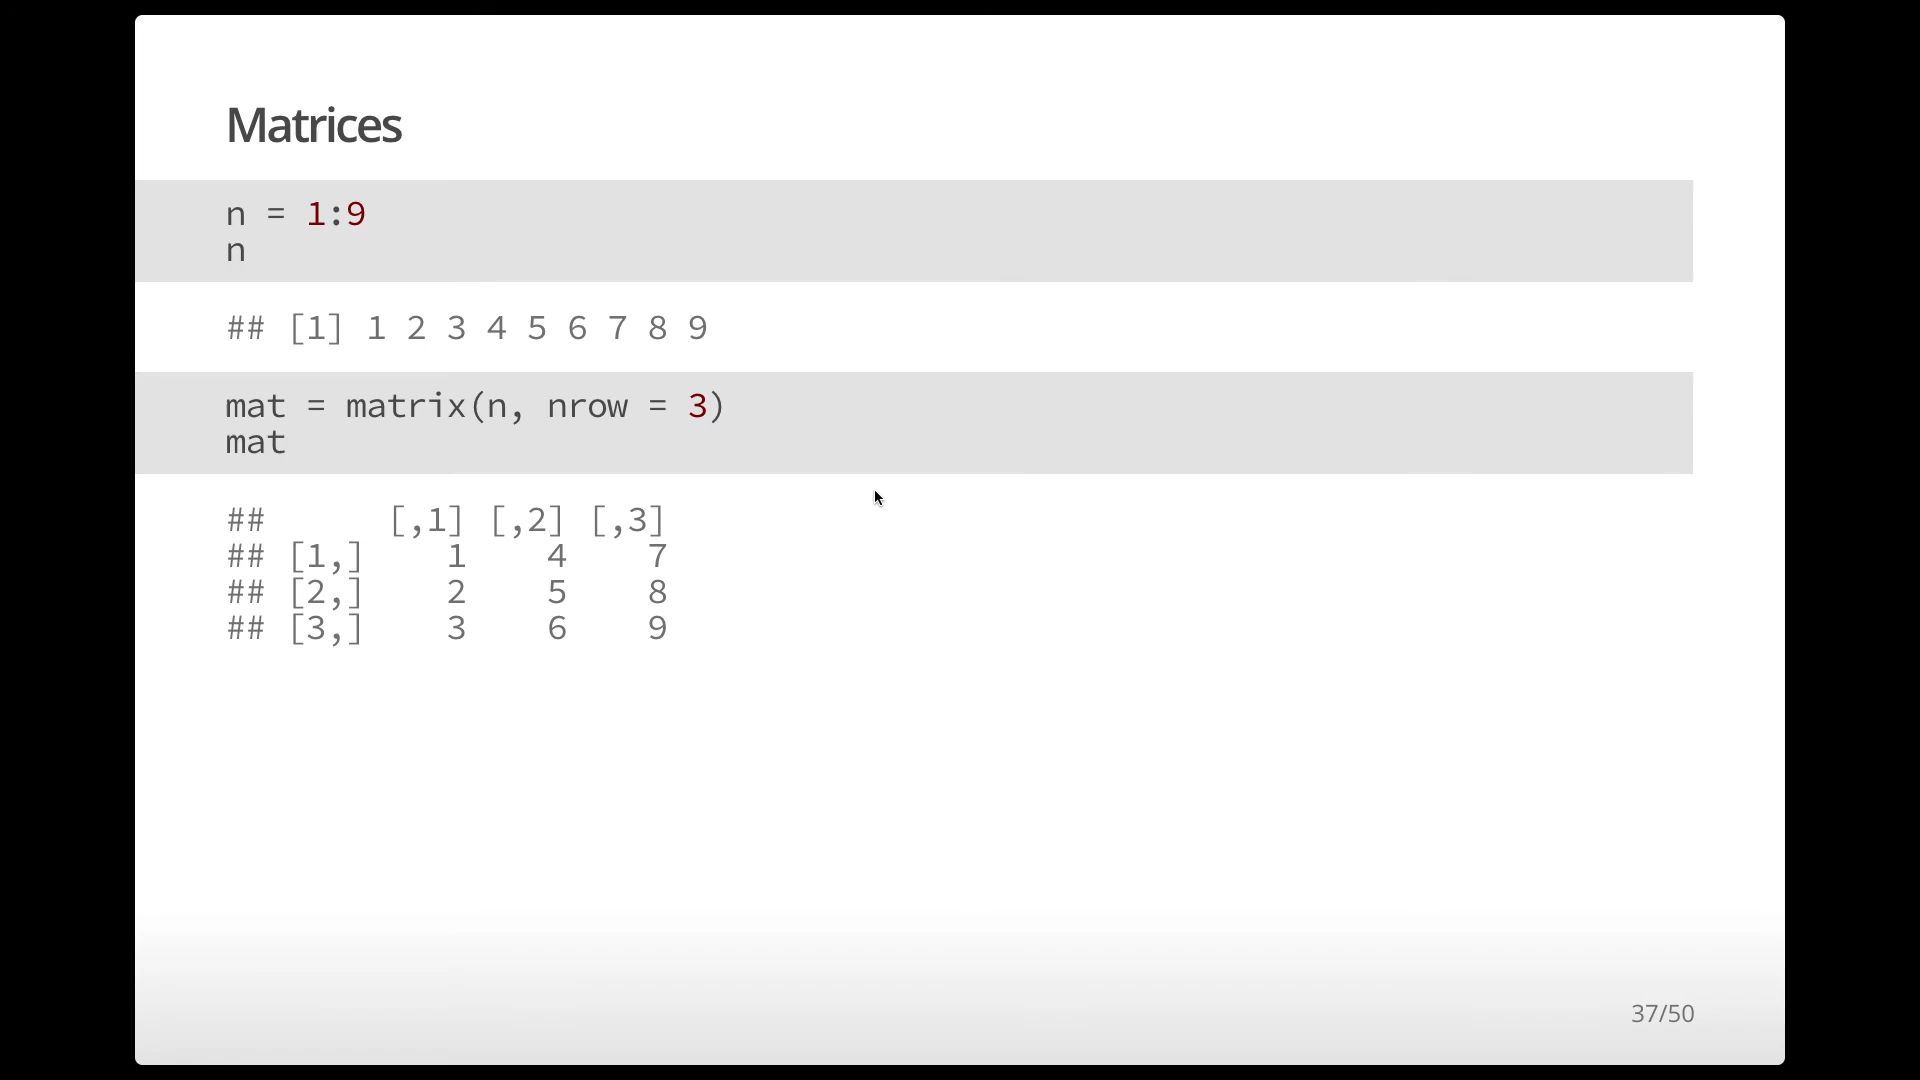 Matrices
n = 1:9
n
## [1] 1 2 3 4 5 6 7 8 9
mat = matrix(n, nrow = 3)
mat
##      [,1] [,2] [,3]
## [1,]    1    4    7
## [2,]    2    5    8
## [3,]    3    6    9
37/50